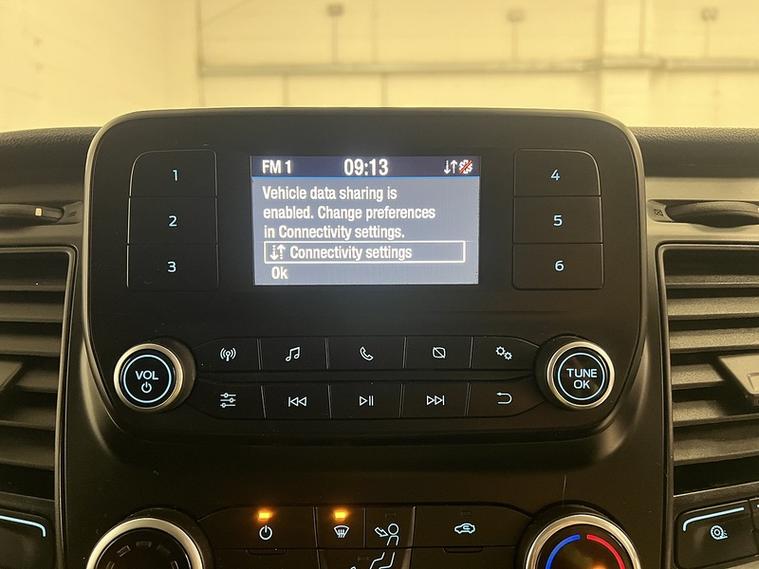 FM 1 09:13
Vehicle data sharing is
enabled. Change preferences
in Connectivity settings.
Connectivity settings
Ok
1
2
3
4
5
6
VOL
TUNE
OK